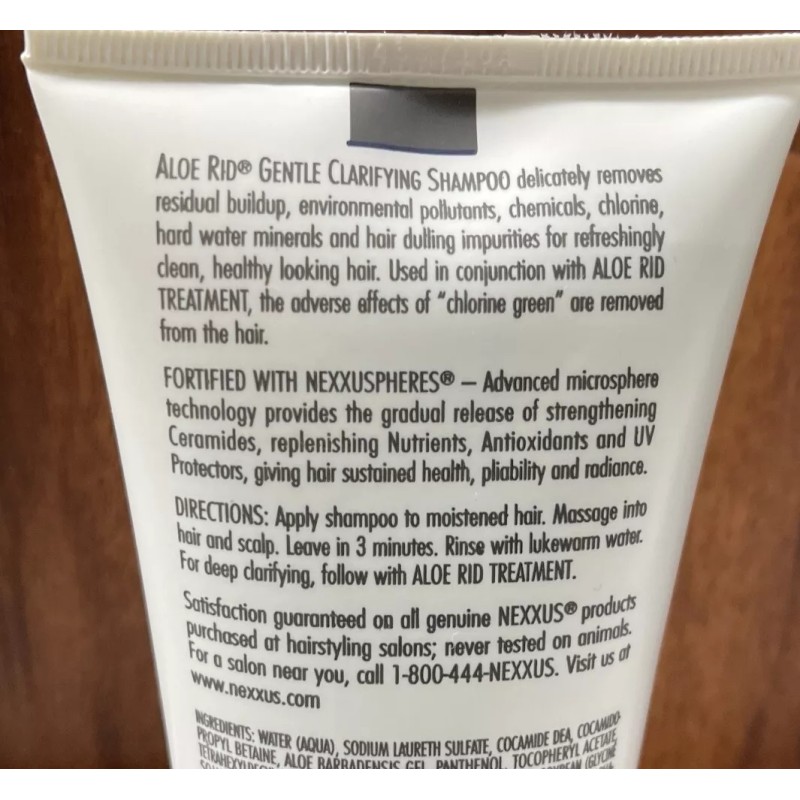 ALOE RID® GENTLE CLARIFYING SHAMPOO delicately removes
residual buildup, environmental pollutants, chemicals, chlorine,
hard water minerals and hair dulling impurities for refreshingly
clean, healthy looking hair. Used in conjunction with ALOE RID
TREATMENT, the adverse effects of "chlorine green" are removed
from the hair.
FORTIFIED WITH NEXXUSPHERES® – Advanced microsphere
technology provides the gradual release of strengthening
Ceramides, replenishing Nutrients, Antioxidants and UV
Protectors, giving hair sustained health, pliability and radiance.
DIRECTIONS: Apply shampoo to moistened hair. Massage into
hair and scalp. Leave in 3 minutes. Rinse with lukewarm water.
For deep clarifying, follow with ALOE RID TREATMENT.
Satisfaction guaranteed on all genuine NEXXUS® products
purchased at hairstyling salons; never tested on animals.
For a salon near you, call 1-800-444-NEXXUS. Visit us at
www.nexxus.com
INGREDIENTS: WATER (AQUA), SODIUM LAURETH SULFATE, COCAMIDE DEA, COCAMIDO-
PROPYL BETAINE, ALOE BARBADENSIS GEL, PANTHENOL, TOCOPHERYL ACETATE,
(GLYCINE